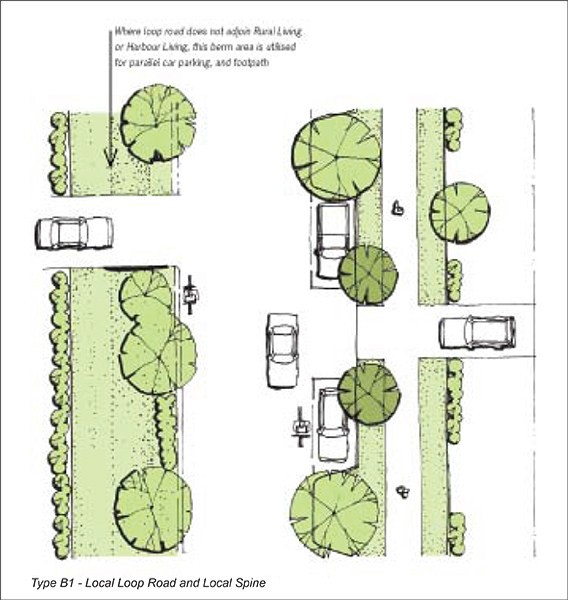 Where loop road does not adjoin Rural Living
or Harbour Living, this berm area is utilised
for parallel car parking, and footpath
Type B1 - Local Loop Road and Local Spine